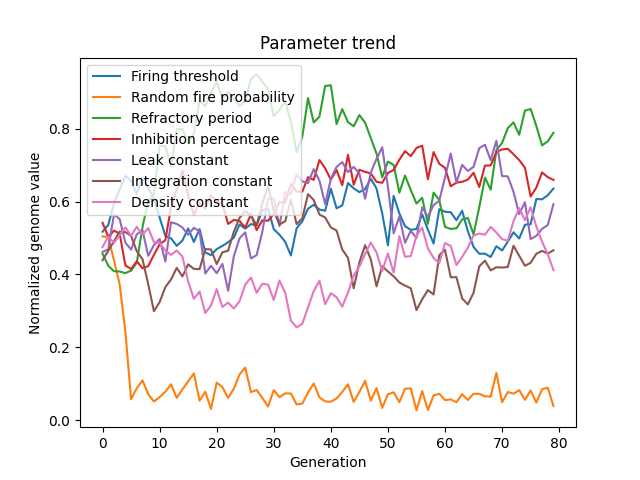 Parameter trend
Firing threshold
Random fire probability
Refractory period
Inhibition percentage
Leak constant
Integration constant
Density constant
Normalized genome value
0.8
0.6
0.4
0.2
0.0
0 10 20 30 40 50 60 70 80
Generation